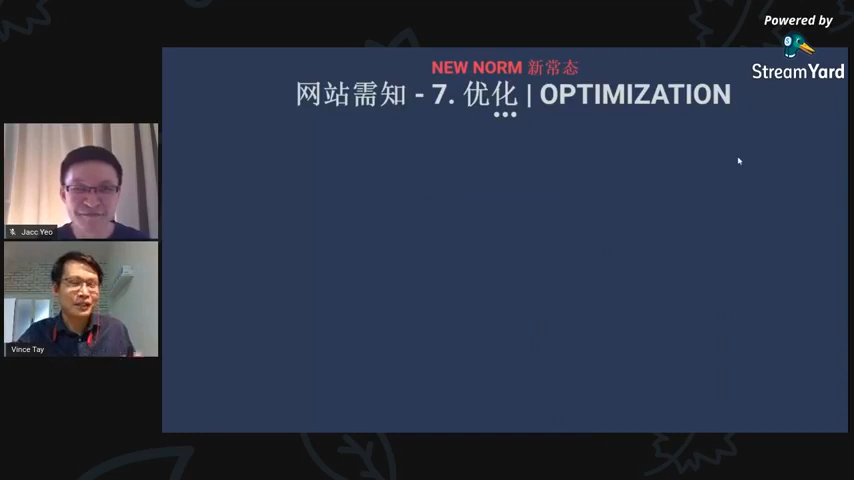 Powered by
StreamYard
NEW NORM 新常态
网站需知 - 7. 优化 | OPTIMIZATION
Jacc Yeo
Vince Tay